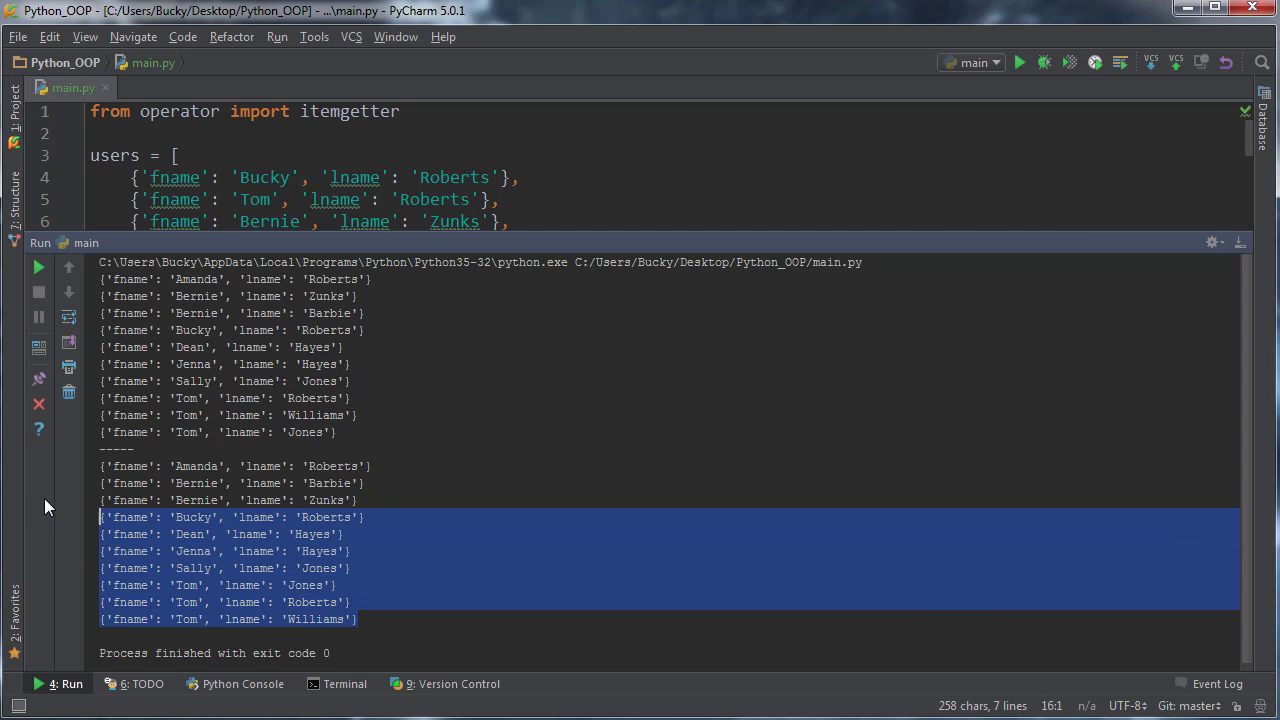 Python_OOP - [C:/Users/Bucky/Desktop/Python_OOP] - ...\main.py - PyCharm 5.0.1
File Edit View Navigate Code Refactor Run Tools VCS Window Help
Python_OOP main.py main VCS VCS
main.py
1 from operator import itemgetter
2
3 users = [
4 {'fname': 'Bucky', 'lname': 'Roberts'},
5 {'fname': 'Tom', 'lname': 'Roberts'},
6 {'fname': 'Bernie', 'lname': 'Zunks'},
1: Project
7: Structure
2: Favorites
Database
Run main
C:\Users\Bucky\AppData\Local\Programs\Python\Python35-32\python.exe C:/Users/Bucky/Desktop/Python_OOP/main.py
{'fname': 'Amanda', 'lname': 'Roberts'}
{'fname': 'Bernie', 'lname': 'Zunks'}
{'fname': 'Bernie', 'lname': 'Barbie'}
{'fname': 'Bucky', 'lname': 'Roberts'}
{'fname': 'Dean', 'lname': 'Hayes'}
{'fname': 'Jenna', 'lname': 'Hayes'}
{'fname': 'Sally', 'lname': 'Jones'}
{'fname': 'Tom', 'lname': 'Roberts'}
{'fname': 'Tom', 'lname': 'Williams'}
{'fname': 'Tom', 'lname': 'Jones'}
-----
{'fname': 'Amanda', 'lname': 'Roberts'}
{'fname': 'Bernie', 'lname': 'Barbie'}
{'fname': 'Bernie', 'lname': 'Zunks'}
{'fname': 'Bucky', 'lname': 'Roberts'}
{'fname': 'Dean', 'lname': 'Hayes'}
{'fname': 'Jenna', 'lname': 'Hayes'}
{'fname': 'Sally', 'lname': 'Jones'}
{'fname': 'Tom', 'lname': 'Jones'}
{'fname': 'Tom', 'lname': 'Roberts'}
{'fname': 'Tom', 'lname': 'Williams'}
Process finished with exit code 0
4: Run 6: TODO Python Console Terminal 9: Version Control Event Log
258 chars, 7 lines 16:1 n/a UTF-8 Git: master